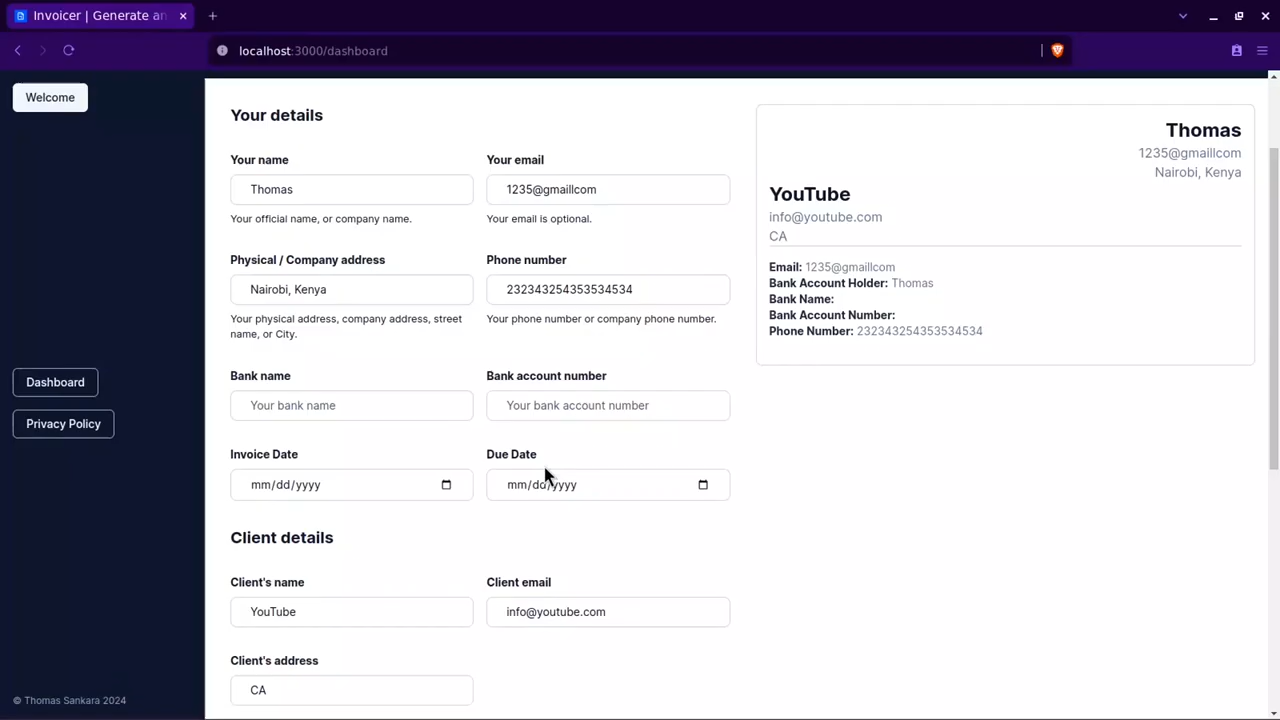 Invoicer | Generate an
localhost:3000/dashboard
Welcome
Dashboard
Privacy Policy
© Thomas Sankara 2024
Your details
Your name
Your email
Thomas
1235@gmaillcom
Your official name, or company name.
Your email is optional.
Physical / Company address
Phone number
Nairobi, Kenya
232343254353534534
Your physical address, company address, street
name, or City.
Your phone number or company phone number.
Bank name
Bank account number
Your bank name
Your bank account number
Invoice Date
Due Date
mm/dd/yyyy
mm/dd/yyyy
Client details
Client's name
Client email
YouTube
info@youtube.com
Client's address
CA
Thomas
1235@gmaillcom
Nairobi, Kenya
YouTube
info@youtube.com
CA
Email: 1235@gmaillcom
Bank Account Holder: Thomas
Bank Name:
Bank Account Number:
Phone Number: 232343254353534534